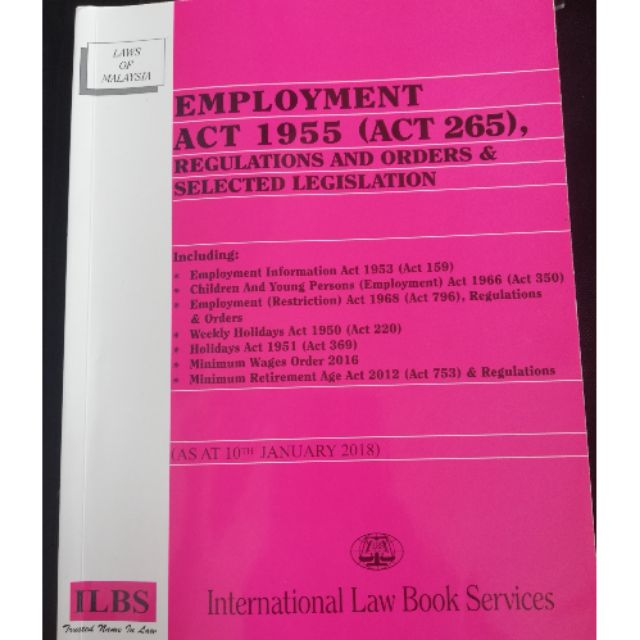 LAWS
OF
MALAYSIA
EMPLOYMENT
ACT 1955 (ACT 265),
REGULATIONS AND ORDERS &
SELECTED LEGISLATION
Including:
* Employment Information Act 1953 (Act 159)
* Children And Young Persons (Employment) Act 1966 (Act 350)
* Employment (Restriction) Act 1968 (Act 796), Regulations
& Orders
* Weekly Holidays Act 1950 (Act 220)
* Holidays Act 1951 (Act 369)
* Minimum Wages Order 2016
* Minimum Retirement Age Act 2012 (Act 753) & Regulations
(AS AT 10TH JANUARY 2018)
International Law Book Services
ILBS
Trusted Name In Law